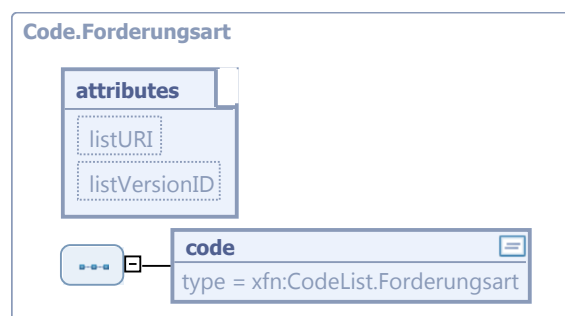 Code.Forderungsart
attributes
listURI
listVersionID
code
type = xfn:CodeList.Forderungsart